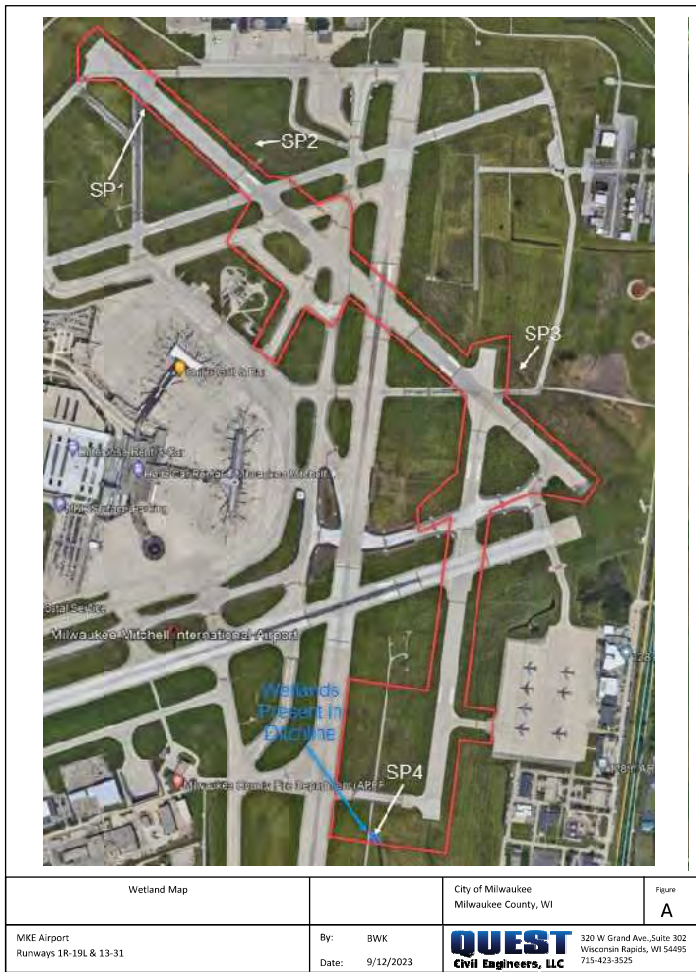 SP2
SP1
SP3
Milwaukee Mitchell International Airport
Wetlands
Present in
Ditchline
SP4
Wetland Map
City of Milwaukee
Milwaukee County, WI
Figure
A
MKE Airport
Runways 1R-19L & 13-31
By: BWK
Date: 9/12/2023
QUEST
Civil Engineers, LLC
320 W Grand Ave.,Suite 302
Wisconsin Rapids, WI 54495
715-423-3525